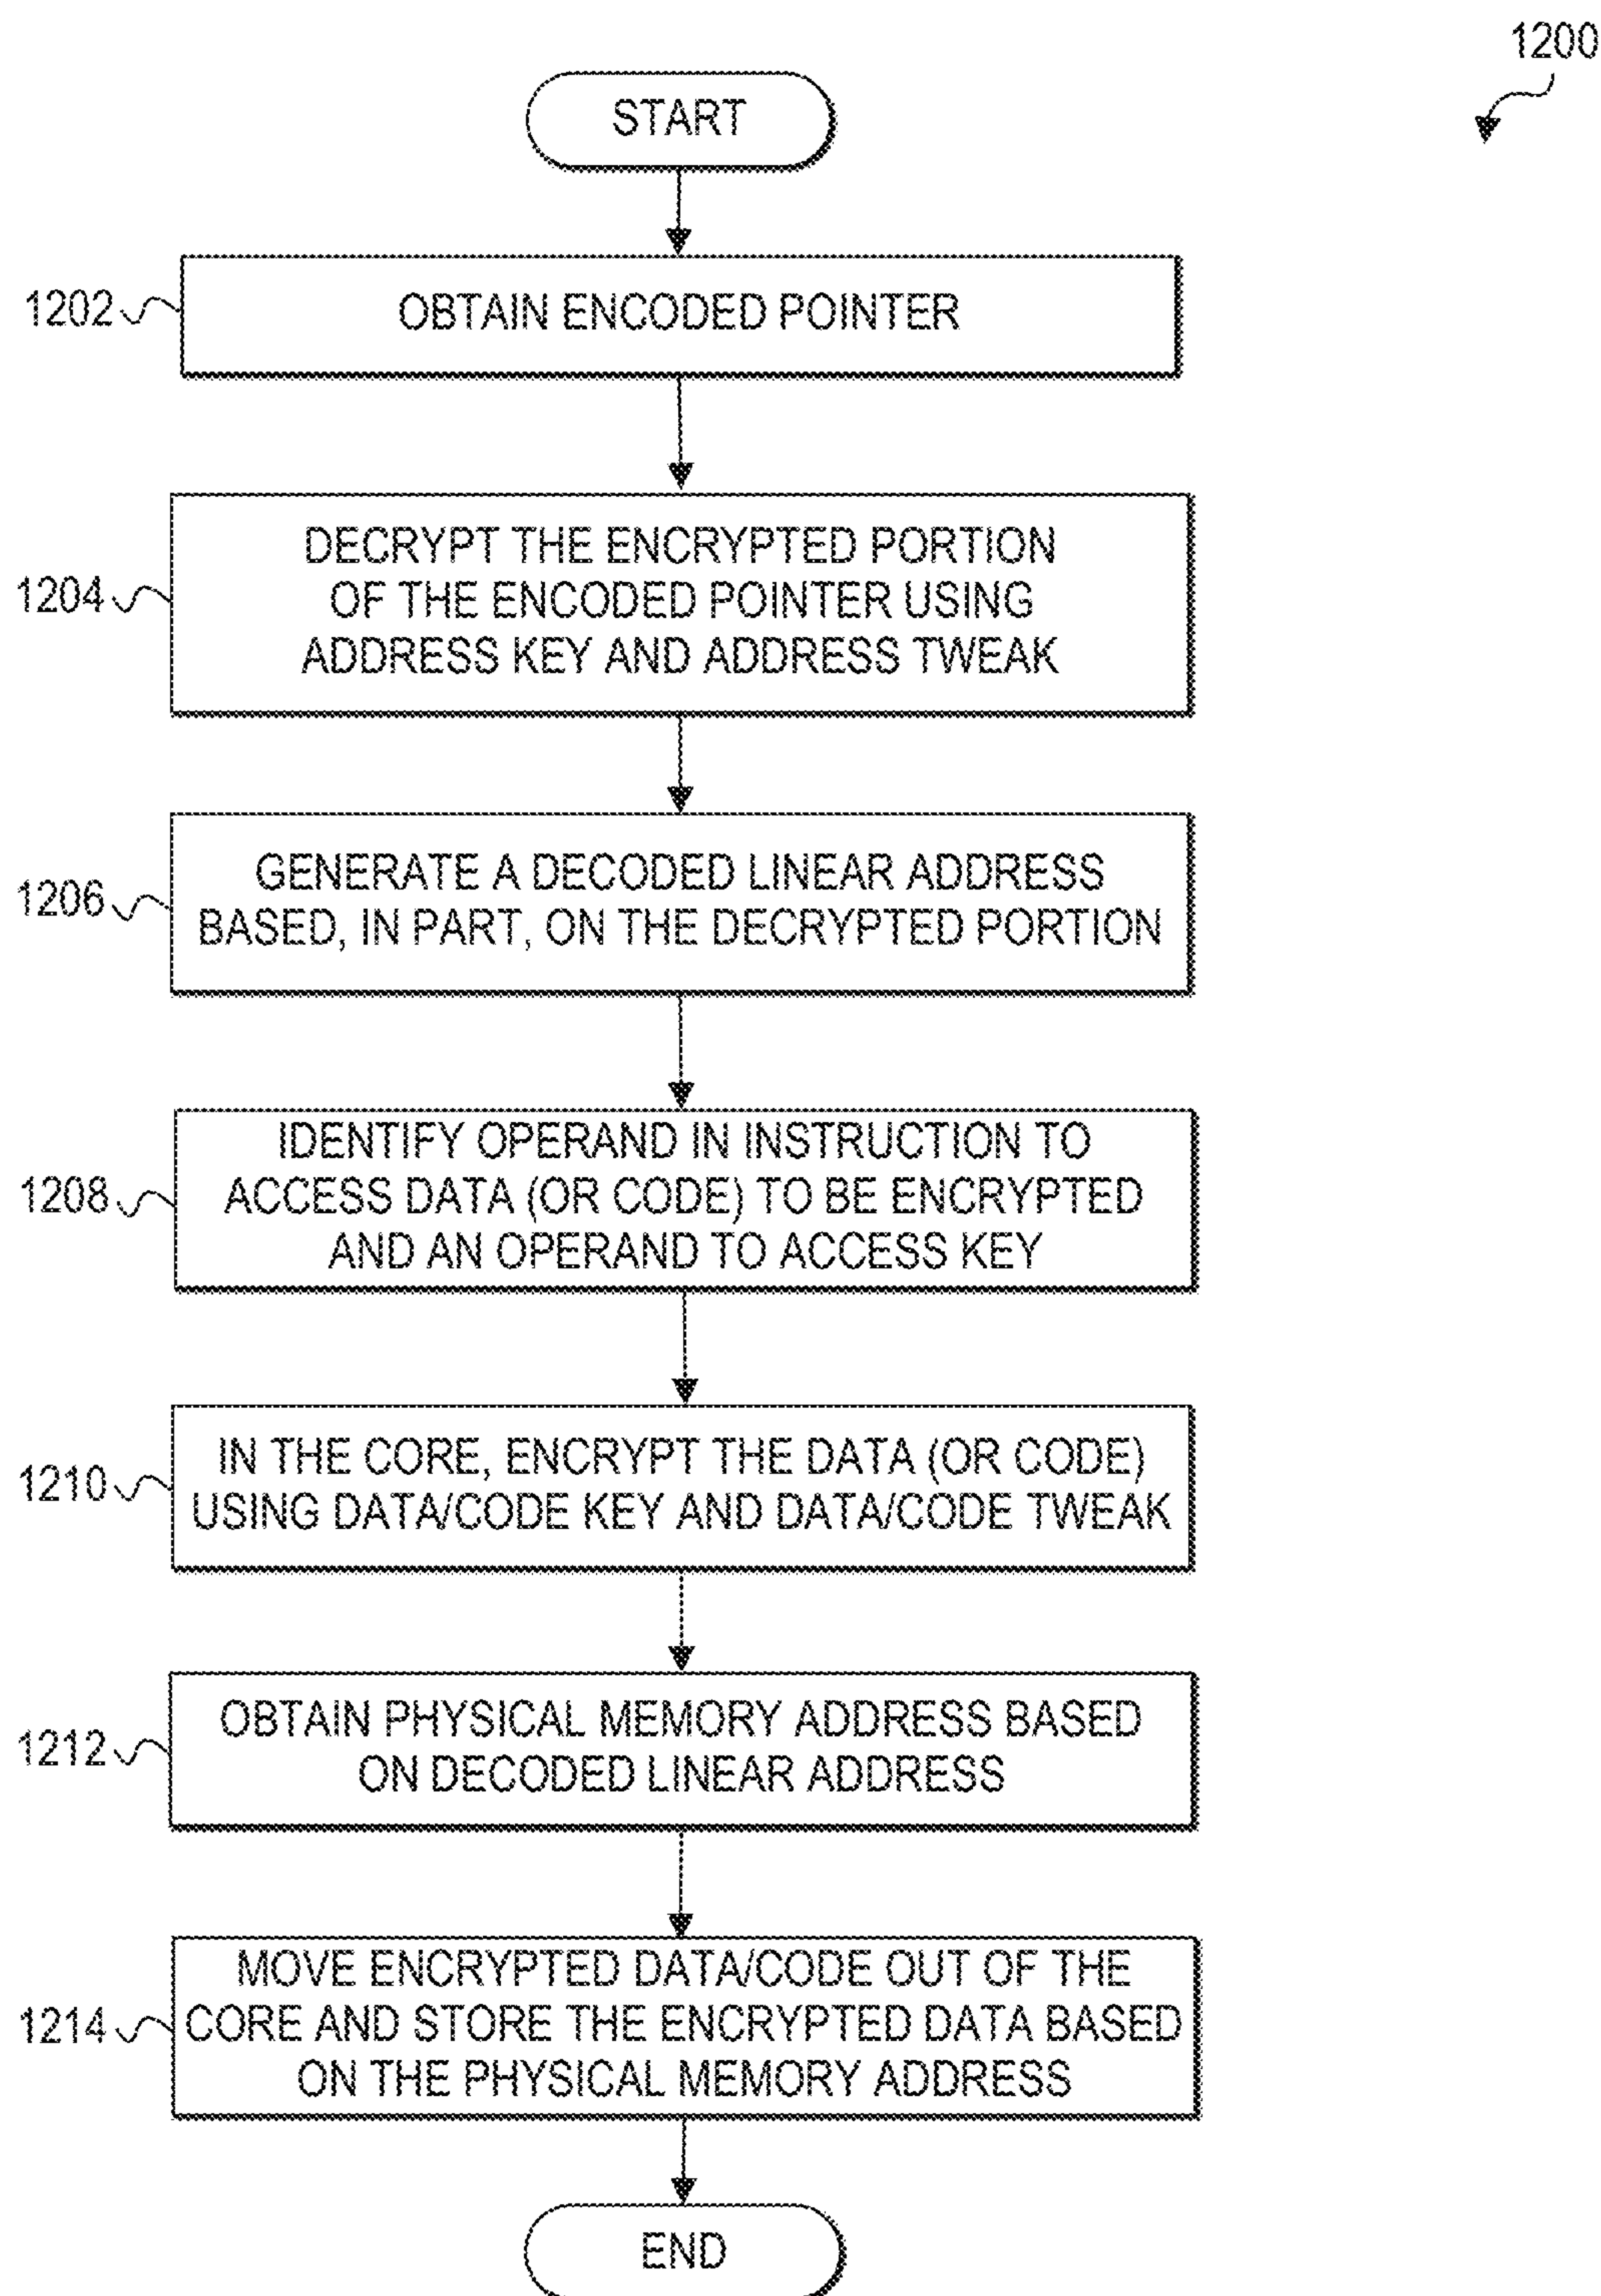 1200
START
1202
OBTAIN ENCODED POINTER
1204
DECRYPT THE ENCRYPTED PORTION
OF THE ENCODED POINTER USING
ADDRESS KEY AND ADDRESS TWEAK
1206
GENERATE A DECODED LINEAR ADDRESS
BASED, IN PART, ON THE DECRYPTED PORTION
1208
IDENTIFY OPERAND IN INSTRUCTION TO
ACCESS DATA (OR CODE) TO BE ENCRYPTED
AND AN OPERAND TO ACCESS KEY
1210
IN THE CORE, ENCRYPT THE DATA (OR CODE)
USING DATA/CODE KEY AND DATA/CODE TWEAK
1212
OBTAIN PHYSICAL MEMORY ADDRESS BASED
ON DECODED LINEAR ADDRESS
1214
MOVE ENCRYPTED DATA/CODE OUT OF THE
CORE AND STORE THE ENCRYPTED DATA BASED
ON THE PHYSICAL MEMORY ADDRESS
END